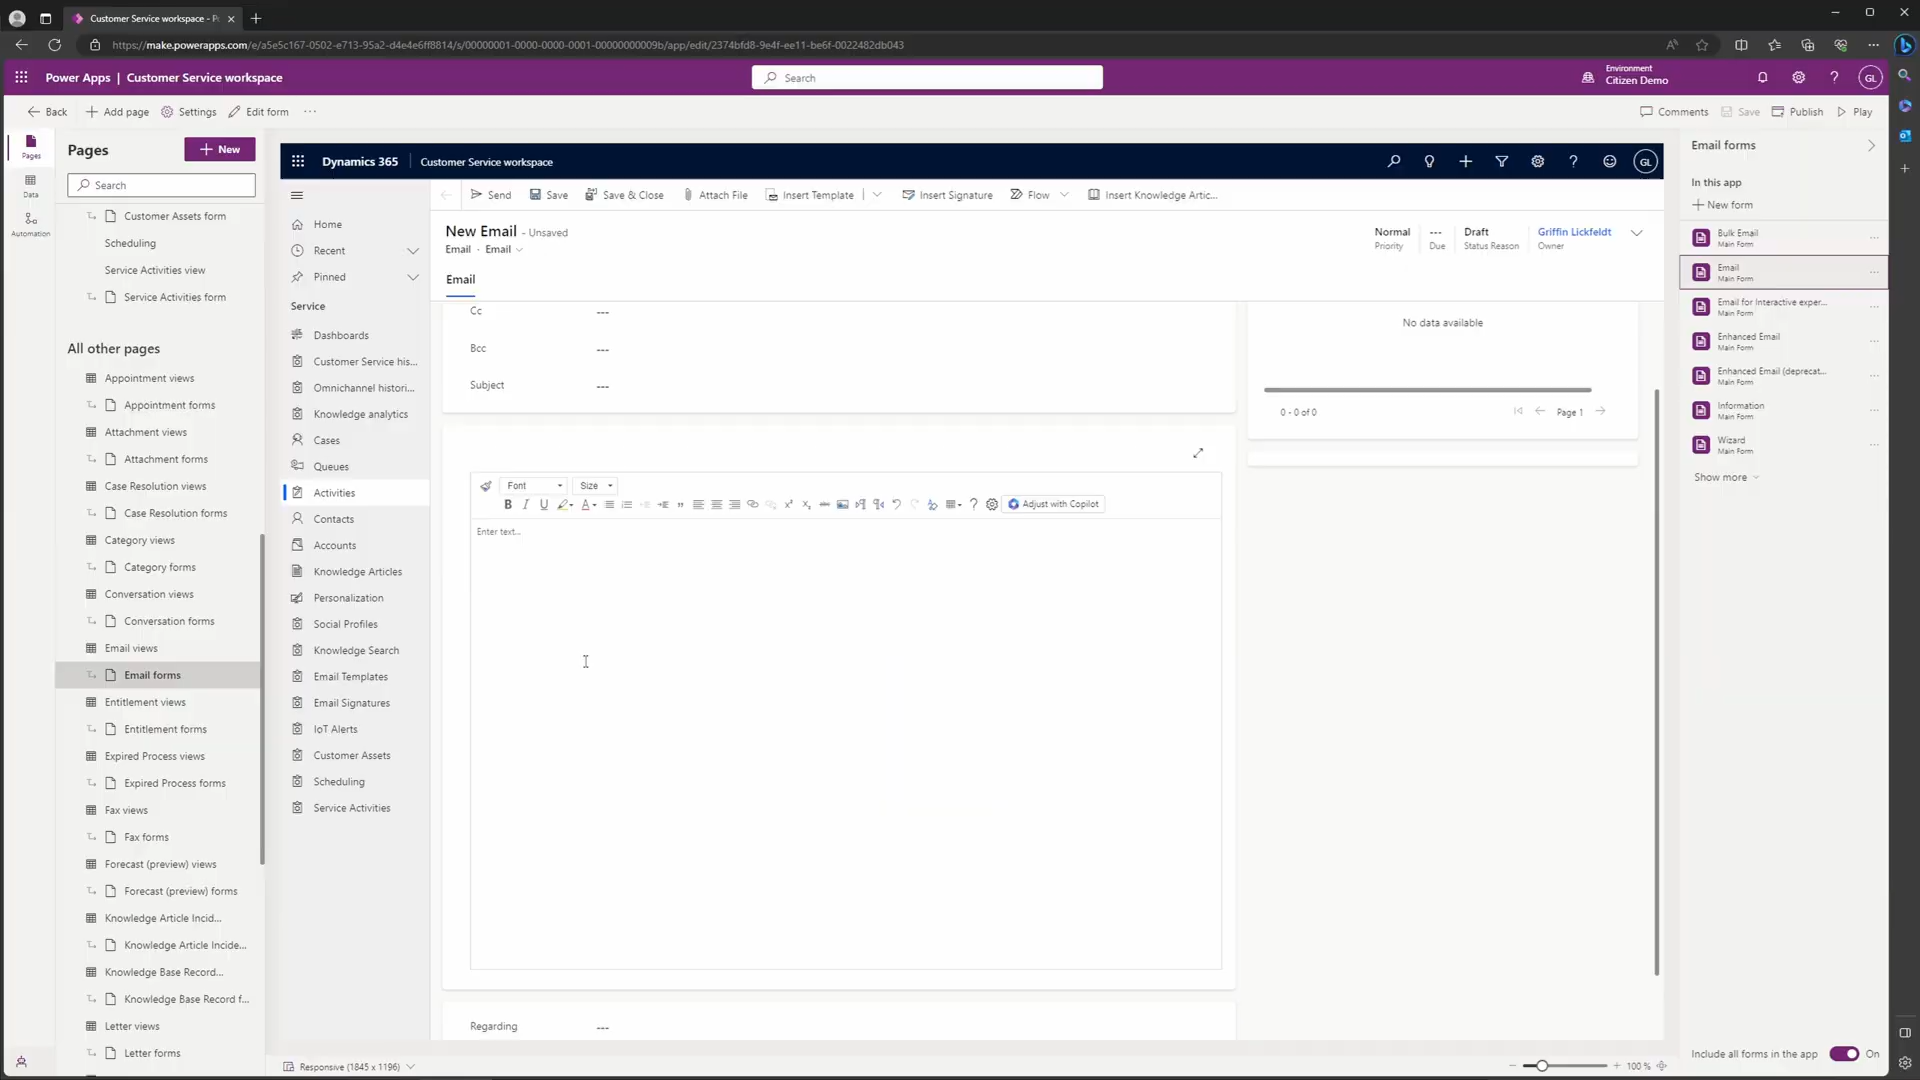 Customer Service workspace - P
https://make.powerapps.com/e/a5e5c167-0502-e713-95a2-d4e4e6ff8814/s/00000001-0000-0000-0001-00000000009b/app/edit/2374bfd8-9e4f-ee11-be6f-0022482db043
Power Apps | Customer Service workspace
Search
Environment
Citizen Demo
GL
Back
Add page
Settings
Edit form
Comments
Save
Publish
Play
Pages
Data
Automation
Pages
New
Search
Customer Assets form
Scheduling
Service Activities view
Service Activities form
All other pages
Appointment views
Appointment forms
Attachment views
Attachment forms
Case Resolution views
Case Resolution forms
Category views
Category forms
Conversation views
Conversation forms
Email views
Email forms
Entitlement views
Entitlement forms
Expired Process views
Expired Process forms
Fax views
Fax forms
Forecast (preview) views
Forecast (preview) forms
Knowledge Article Incid...
Knowledge Article Incide...
Knowledge Base Record...
Knowledge Base Record f...
Letter views
Letter forms
Dynamics 365
Customer Service workspace
GL
Home
Recent
Pinned
Service
Dashboards
Customer Service his...
Omnichannel histori...
Knowledge analytics
Cases
Queues
Activities
Contacts
Accounts
Knowledge Articles
Personalization
Social Profiles
Knowledge Search
Email Templates
Email Signatures
IoT Alerts
Customer Assets
Scheduling
Service Activities
Send
Save
Save & Close
Attach File
Insert Template
Insert Signature
Flow
Insert Knowledge Artic...
New Email - Unsaved
Email · Email
Normal
Priority
---
Due
Draft
Status Reason
Griffin Lickfeldt
Owner
Email
Cc ---
Bcc ---
Subject ---
No data available
0 - 0 of 0
Page 1
Font
Size
Adjust with Copilot
Enter text...
Regarding ---
Responsive (1845 x 1196)
100 %
Email forms
In this app
New form
Bulk Email
Main Form
Email
Main Form
Email for Interactive exper...
Main Form
Enhanced Email
Main Form
Enhanced Email (deprecat...
Main Form
Information
Main Form
Wizard
Main Form
Show more
Include all forms in the app
On